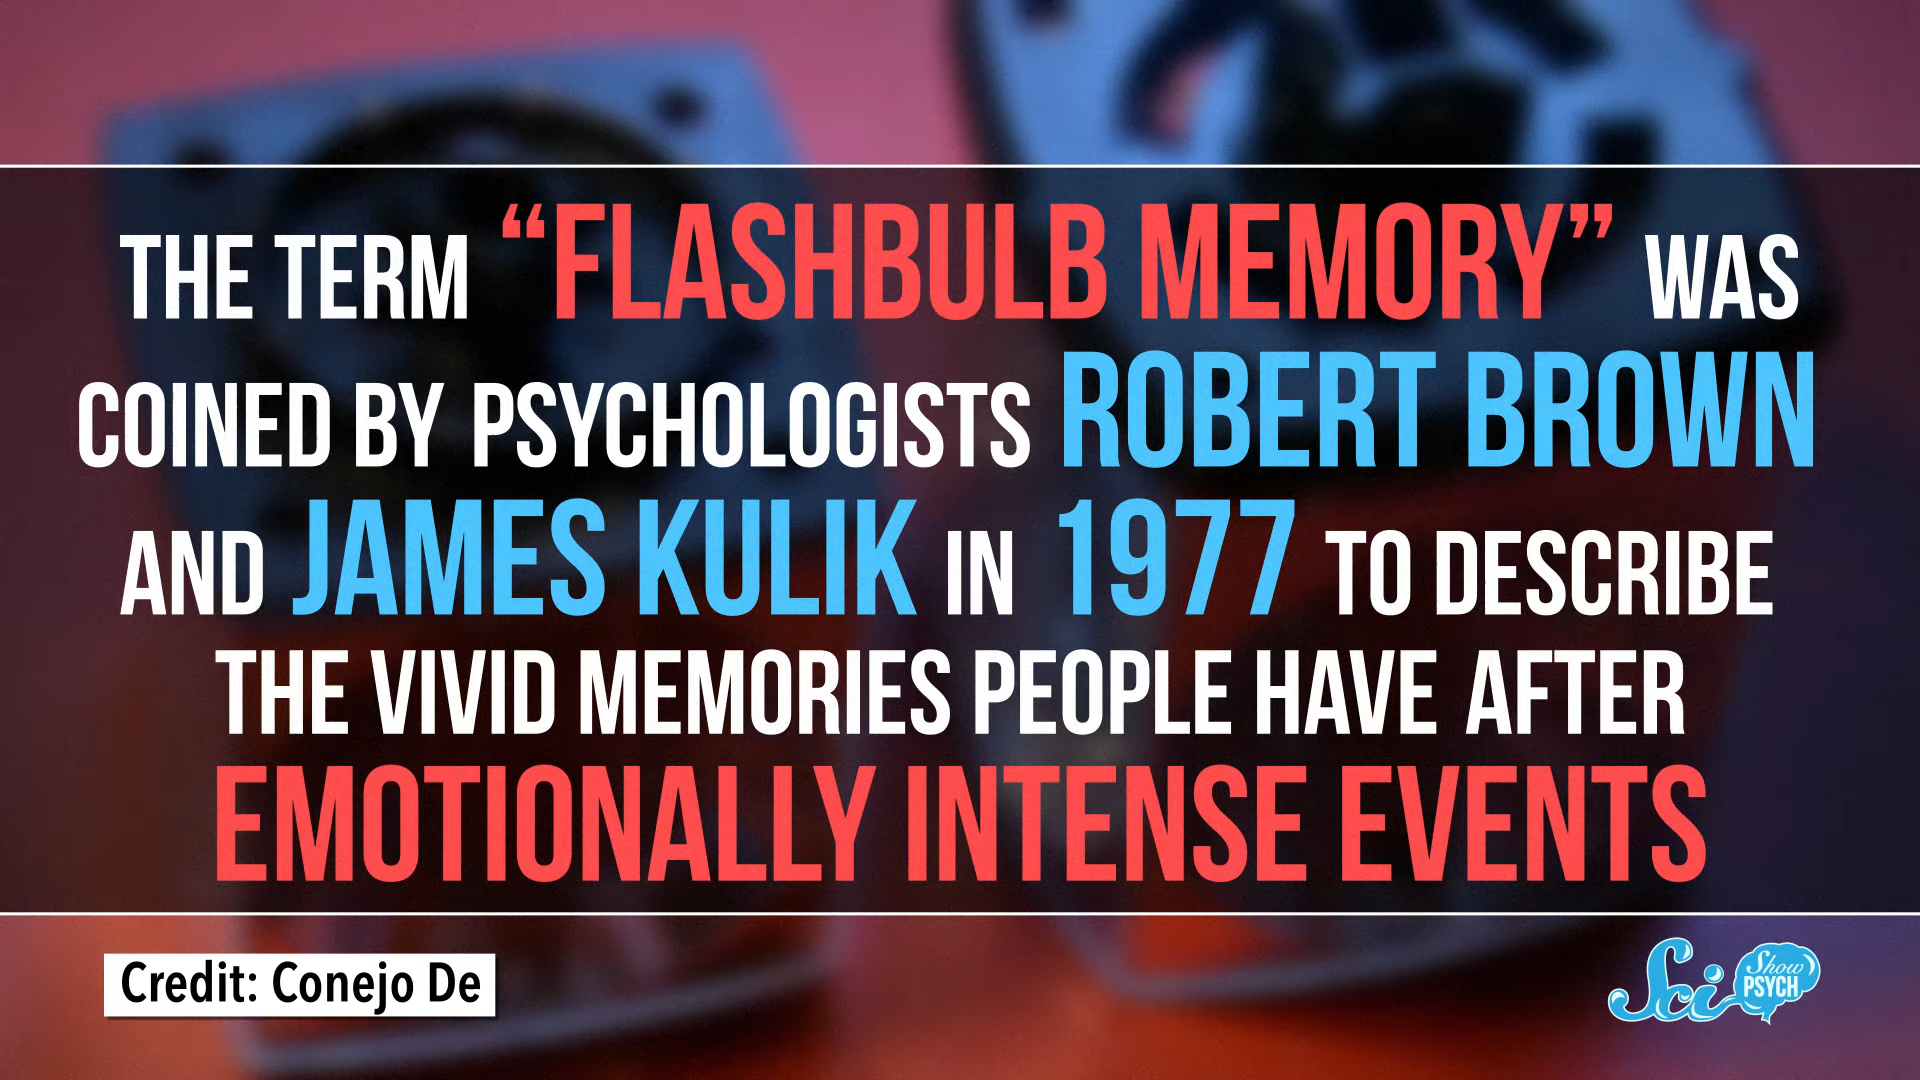 THE TERM “FLASHBULB MEMORY” WAS
COINED BY PSYCHOLOGISTS ROBERT BROWN
AND JAMES KULIK IN 1977 TO DESCRIBE
THE VIVID MEMORIES PEOPLE HAVE AFTER
EMOTIONALLY INTENSE EVENTS
Credit: Conejo De
Sci Show
PSYCH